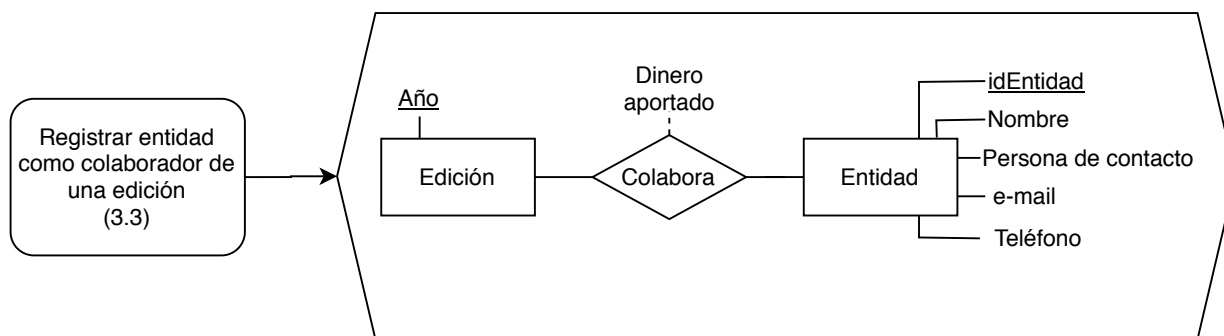 Registrar entidad
como colaborador de
una edición
(3.3)
Año
Edición
Dinero
aportado
Colabora
Entidad
idEntidad
Nombre
Persona de contacto
e-mail
Teléfono